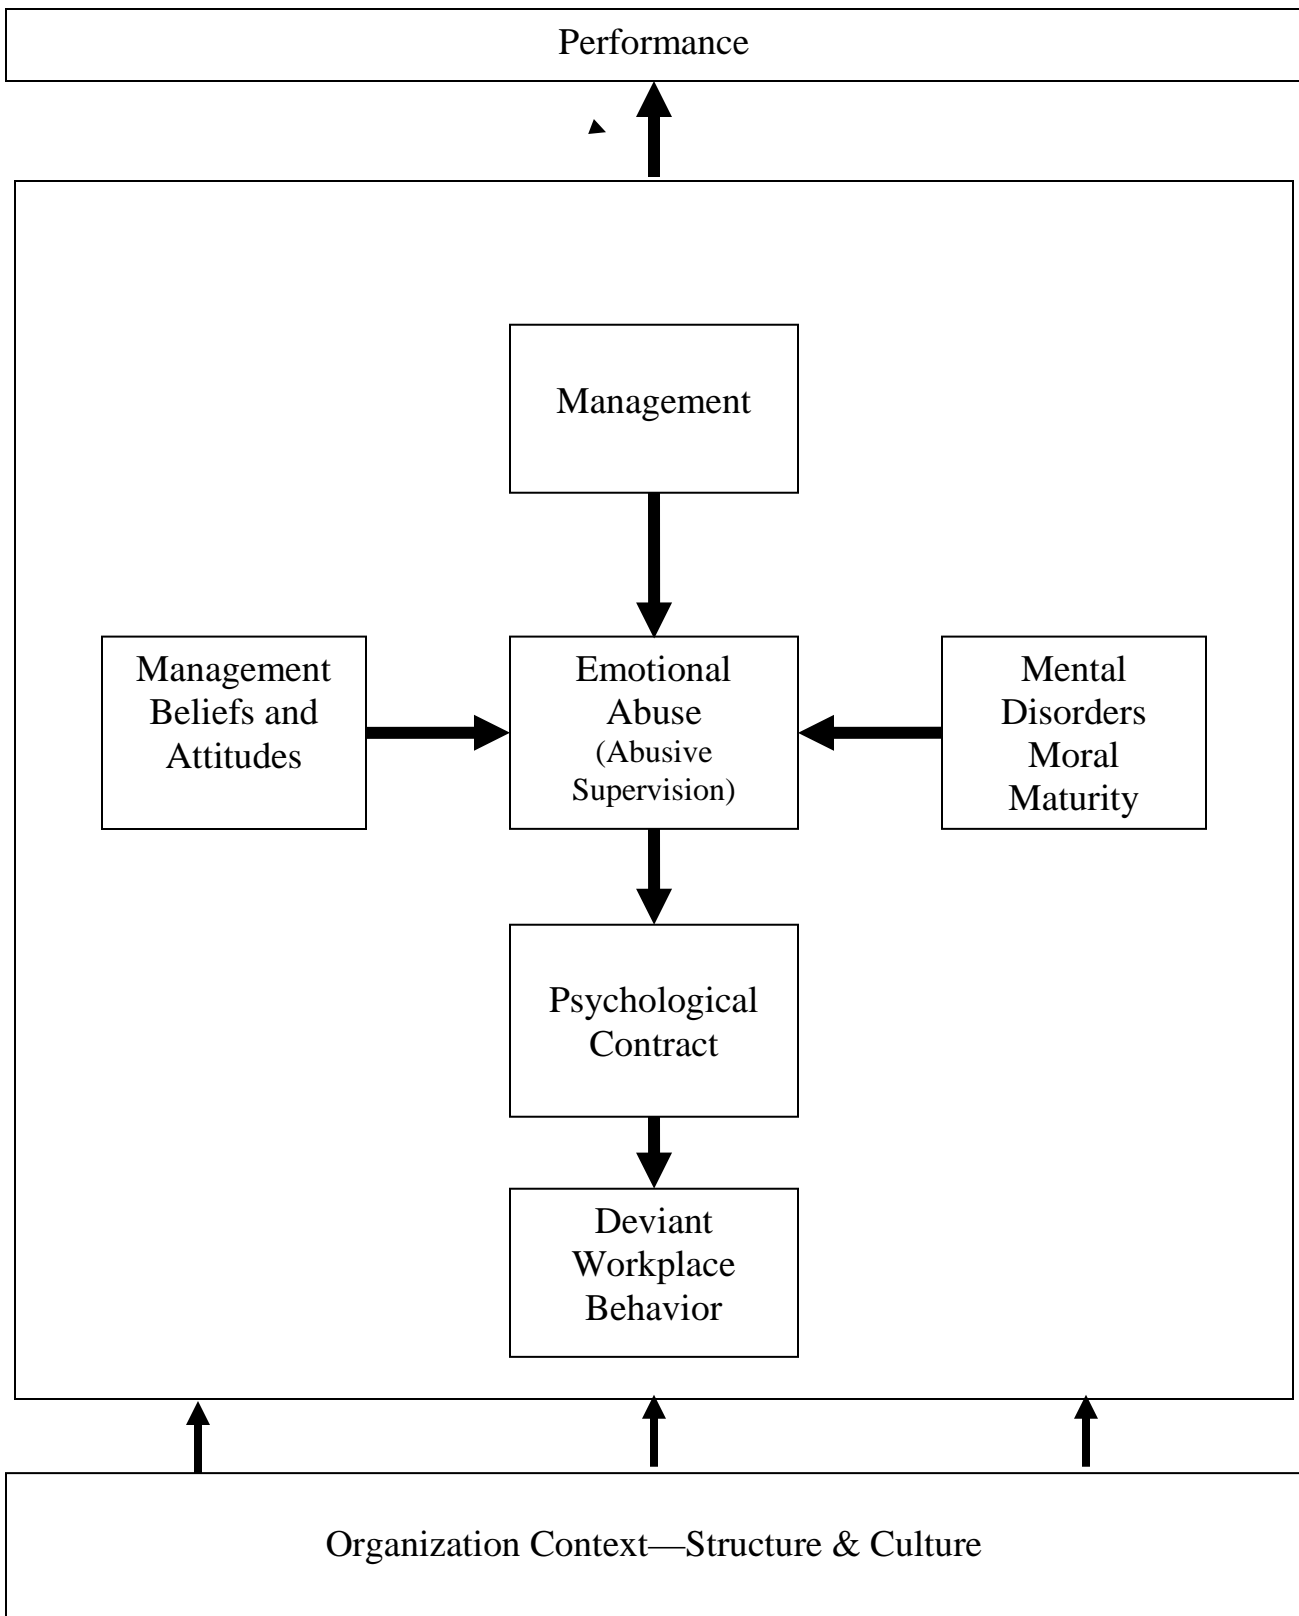 Performance
Management
Management
Beliefs and
Attitudes
Emotional
Abuse
(Abusive
Supervision)
Mental
Disorders
Moral
Maturity
Psychological
Contract
Deviant
Workplace
Behavior
Organization Context—Structure & Culture